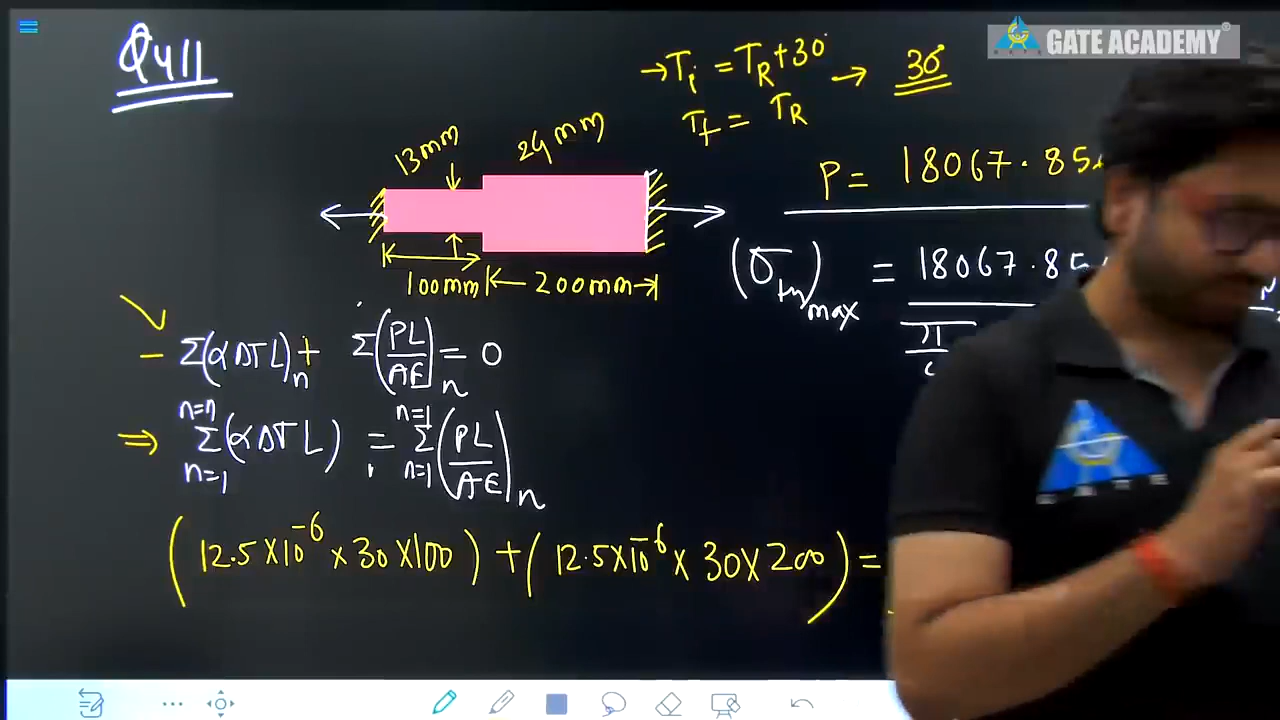 Q411
GATE ACADEMY
→ Ti = TR + 30° → 30°
Tf = TR
13mm
24mm
P = 18067.85
100mm
200mm
(σth)max = 18067.85
π
- Σ(αΔTL)n + Σ(PL/AE)n = 0
⇒ n=n Σ n=1 (αΔTL) = n=1 Σ n=1 (PL/AE)n
(12.5×10⁻⁶ × 30×100) + (12.5×10⁻⁶ × 30×200) =
GATE